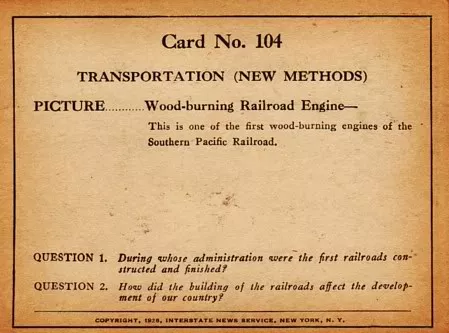 Card No. 104
TRANSPORTATION (NEW METHODS)
PICTURE............Wood-burning Railroad Engine—
This is one of the first wood-burning engines of the
Southern Pacific Railroad.
QUESTION 1. During whose administration were the first railroads con-
structed and finished?
QUESTION 2. How did the building of the railroads affect the develop-
ment of our country?
COPYRIGHT, 1928, INTERSTATE NEWS SERVICE, NEW YORK, N. Y.